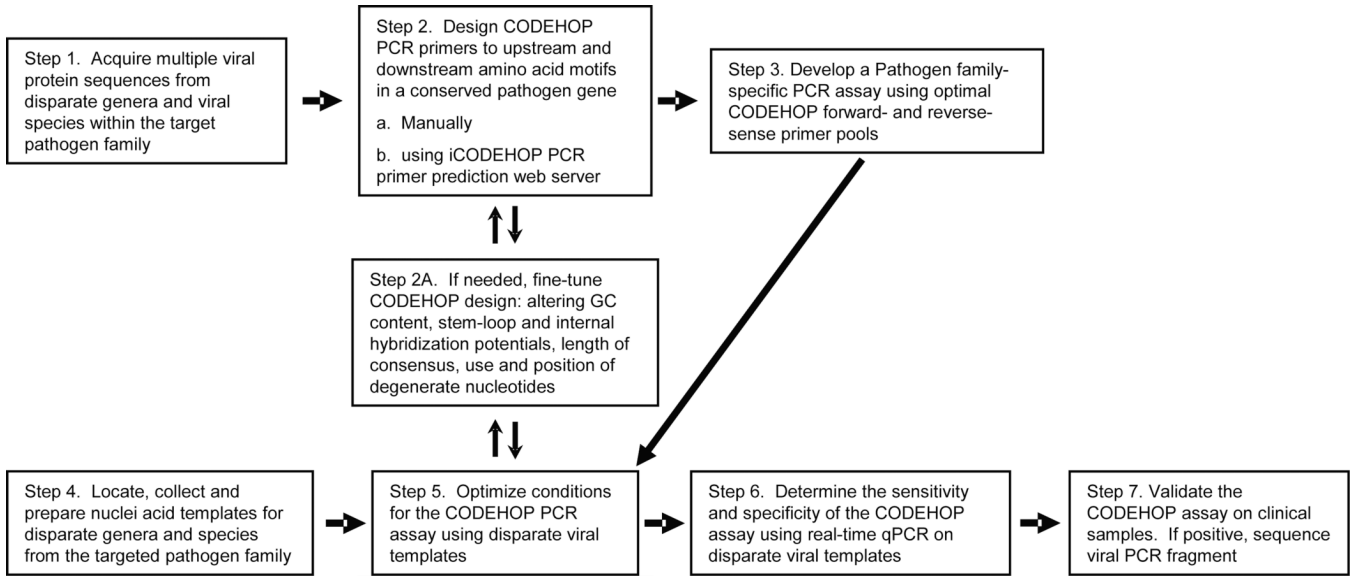 Step 1.  Acquire multiple viral
protein sequences from
disparate genera and viral
species within the target
pathogen family
Step 2.  Design CODEHOP
PCR primers to upstream and
downstream amino acid motifs
in a conserved pathogen gene
a.  Manually
b.  using iCODEHOP PCR
primer prediction web server
Step 3. Develop a Pathogen family-
specific PCR assay using optimal
CODEHOP forward- and reverse-
sense primer pools
Step 2A.  If needed, fine-tune
CODEHOP design: altering GC
content, stem-loop and internal
hybridization potentials, length of
consensus, use and position of
degenerate nucleotides
Step 4.  Locate, collect and
prepare nuclei acid templates for
disparate genera and species
from the targeted pathogen family
Step 5.  Optimize conditions
for the CODEHOP PCR
assay using disparate viral
templates
Step 6.  Determine the sensitivity
and specificity of the CODEHOP
assay using real-time qPCR on
disparate viral templates
Step 7. Validate the
CODEHOP assay on clinical
samples.  If positive, sequence
viral PCR fragment